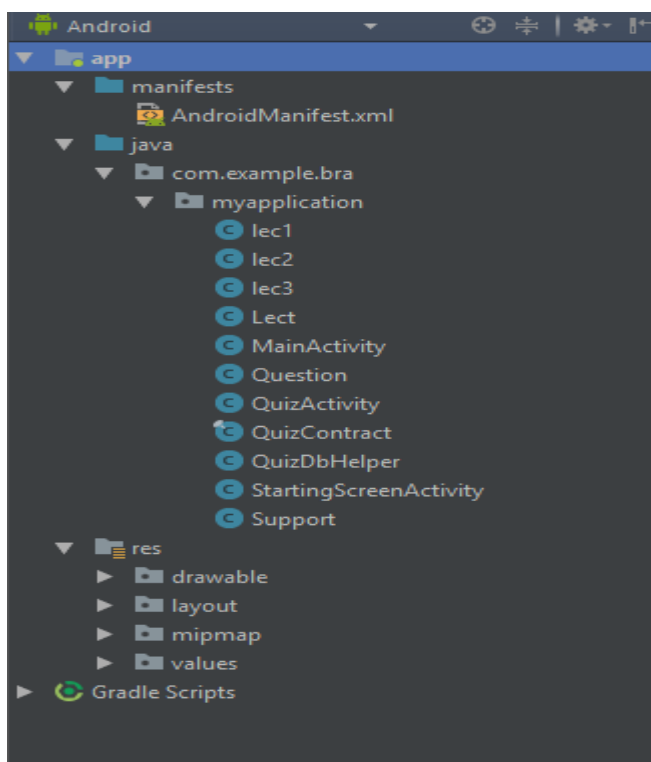 Android
app
manifests
AndroidManifest.xml
java
com.example.bra
myapplication
lec1
lec2
lec3
Lect
MainActivity
Question
QuizActivity
QuizContract
QuizDbHelper
StartingScreenActivity
Support
res
drawable
layout
mipmap
values
Gradle Scripts